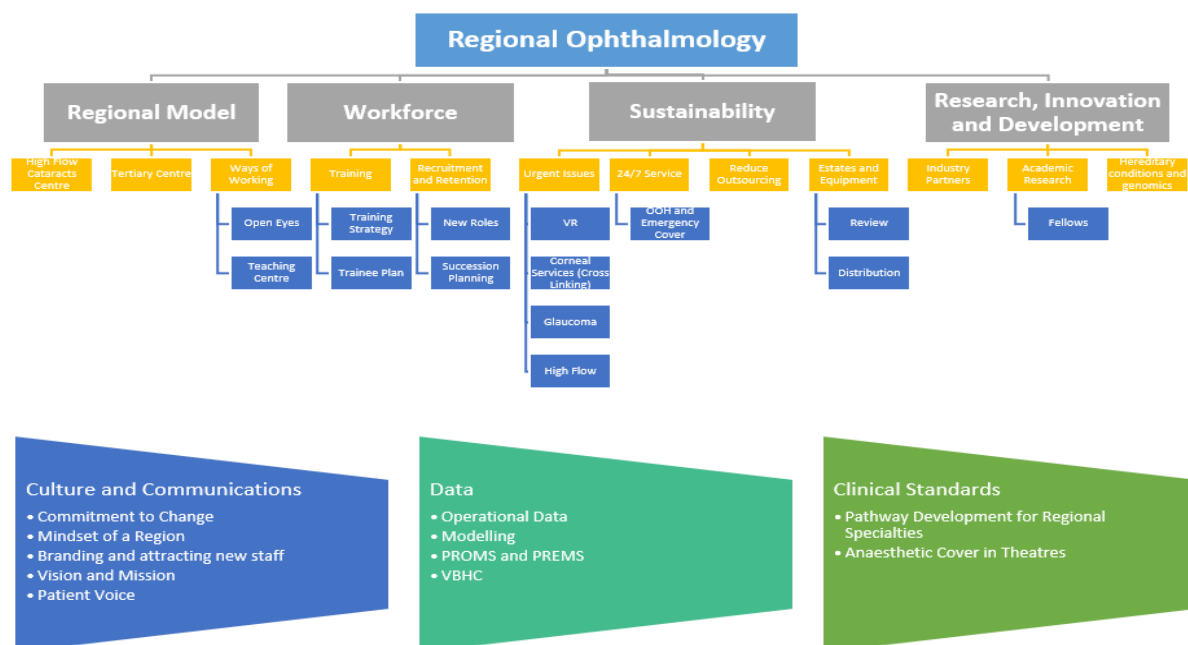 Regional Ophthalmology
Regional Model
Workforce
Sustainability
Research, Innovation
and Development
High Flow
Cataracts
Centre
Tertiary Centre
Ways of
Working
Training
Recruitment
and Retention
Urgent Issues
24/7 Service
Reduce
Outsourcing
Estates and
Equipment
Industry
Partners
Academic
Research
Hereditary
conditions and
genomics
Open Eyes
Teaching
Centre
Training
Strategy
Trainee Plan
New Roles
Succession
Planning
VR
Corneal
Services (Cross
Linking)
Glaucoma
High Flow
OOH and
Emergency
Cover
Review
Distribution
Fellows
Culture and Communications
• Commitment to Change
• Mindset of a Region
• Branding and attracting new staff
• Vision and Mission
• Patient Voice
Data
• Operational Data
• Modelling
• PROMS and PREMS
• VBHC
Clinical Standards
• Pathway Development for Regional
Specialties
• Anaesthetic Cover in Theatres